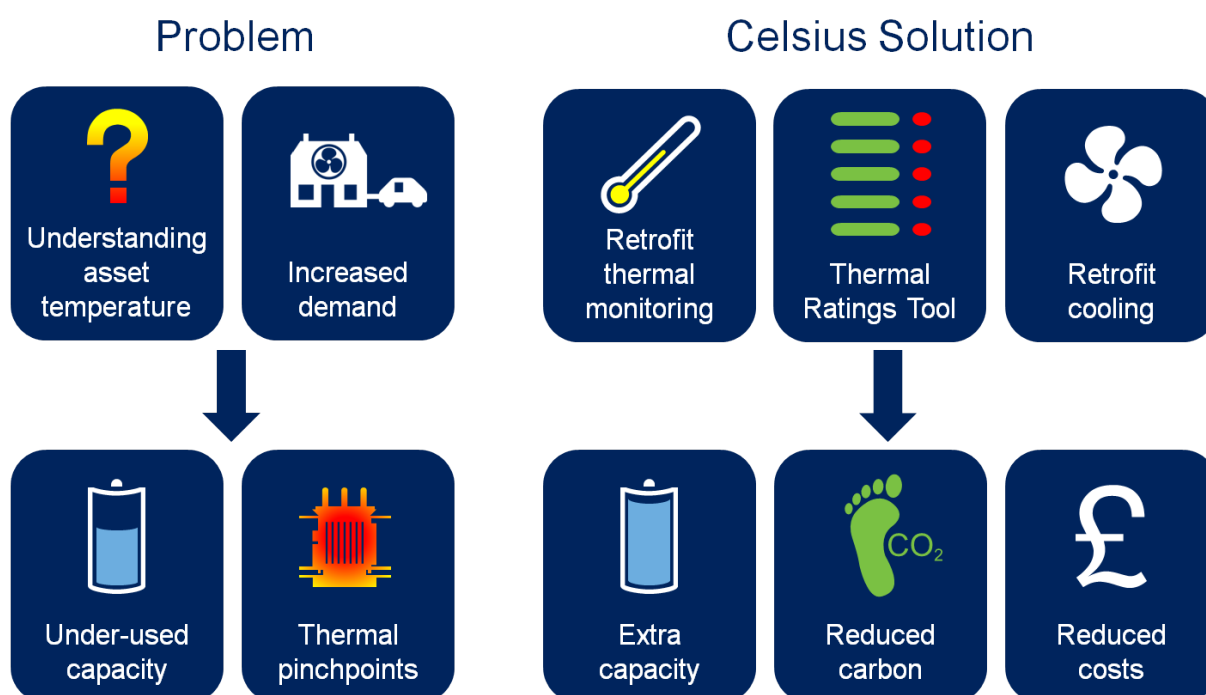 Problem
Celsius Solution
Understanding
asset
temperature
Increased
demand
Retrofit
thermal
monitoring
Thermal
Ratings Tool
Retrofit
cooling
Under-used
capacity
Thermal
pinchpoints
Extra
capacity
CO₂
Reduced
carbon
£
Reduced
costs